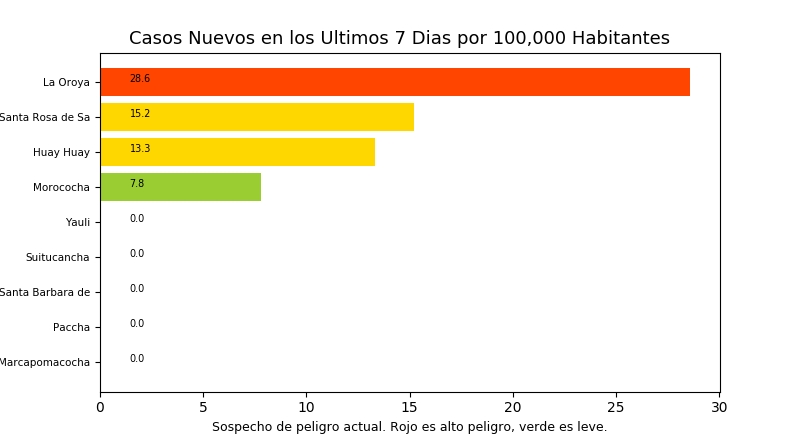 Casos Nuevos en los Ultimos 7 Dias por 100,000 Habitantes
La Oroya 28.6
Santa Rosa de Sa 15.2
Huay Huay 13.3
Morococha 7.8
Yauli 0.0
Suitucancha 0.0
Santa Barbara de 0.0
Paccha 0.0
Marcapomacocha 0.0
0 5 10 15 20 25 30
Sospecho de peligro actual. Rojo es alto peligro, verde es leve.